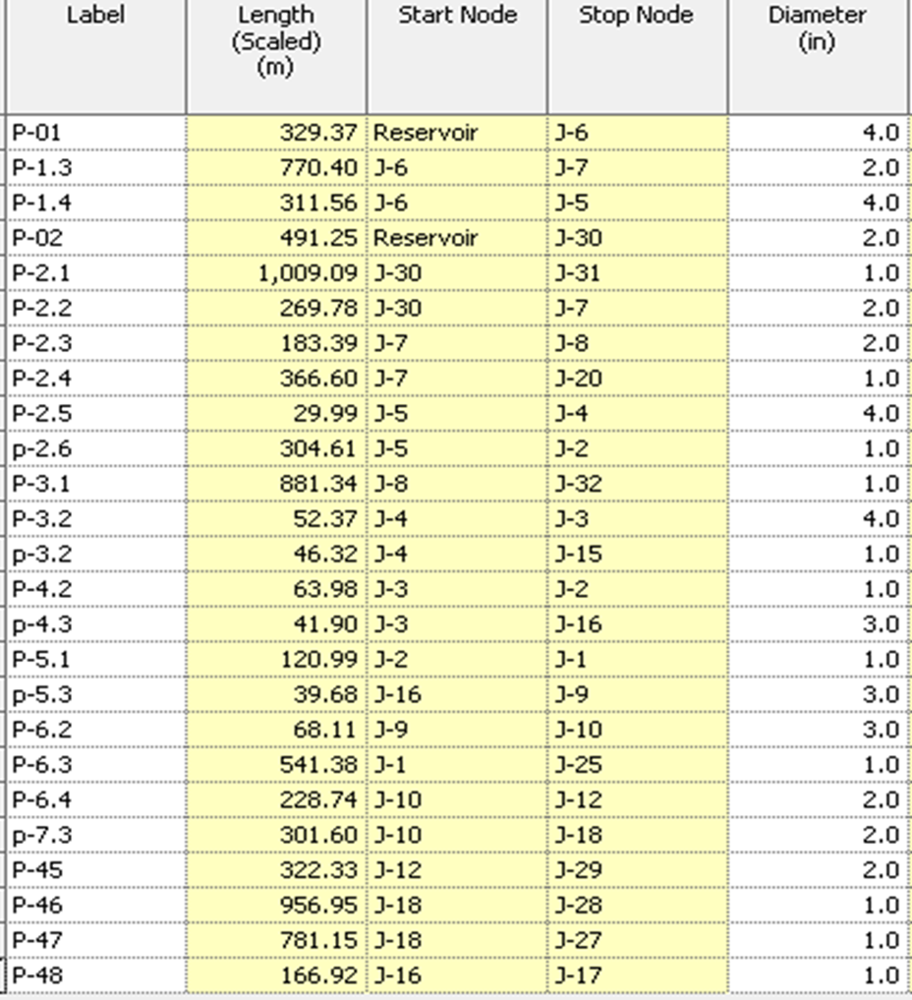 Label Length (Scaled) (m) Start Node Stop Node Diameter (in)
P-01 329.37 Reservoir J-6 4.0
P-1.3 770.40 J-6 J-7 2.0
P-1.4 311.56 J-6 J-5 4.0
P-02 491.25 Reservoir J-30 2.0
P-2.1 1,009.09 J-30 J-31 1.0
P-2.2 269.78 J-30 J-7 2.0
P-2.3 183.39 J-7 J-8 2.0
P-2.4 366.60 J-7 J-20 1.0
P-2.5 29.99 J-5 J-4 4.0
p-2.6 304.61 J-5 J-2 1.0
P-3.1 881.34 J-8 J-32 1.0
P-3.2 52.37 J-4 J-3 4.0
p-3.2 46.32 J-4 J-15 1.0
P-4.2 63.98 J-3 J-2 1.0
p-4.3 41.90 J-3 J-16 3.0
P-5.1 120.99 J-2 J-1 1.0
p-5.3 39.68 J-16 J-9 3.0
P-6.2 68.11 J-9 J-10 3.0
P-6.3 541.38 J-1 J-25 1.0
P-6.4 228.74 J-10 J-12 2.0
p-7.3 301.60 J-10 J-18 2.0
P-45 322.33 J-12 J-29 2.0
P-46 956.95 J-18 J-28 1.0
P-47 781.15 J-18 J-27 1.0
P-48 166.92 J-16 J-17 1.0